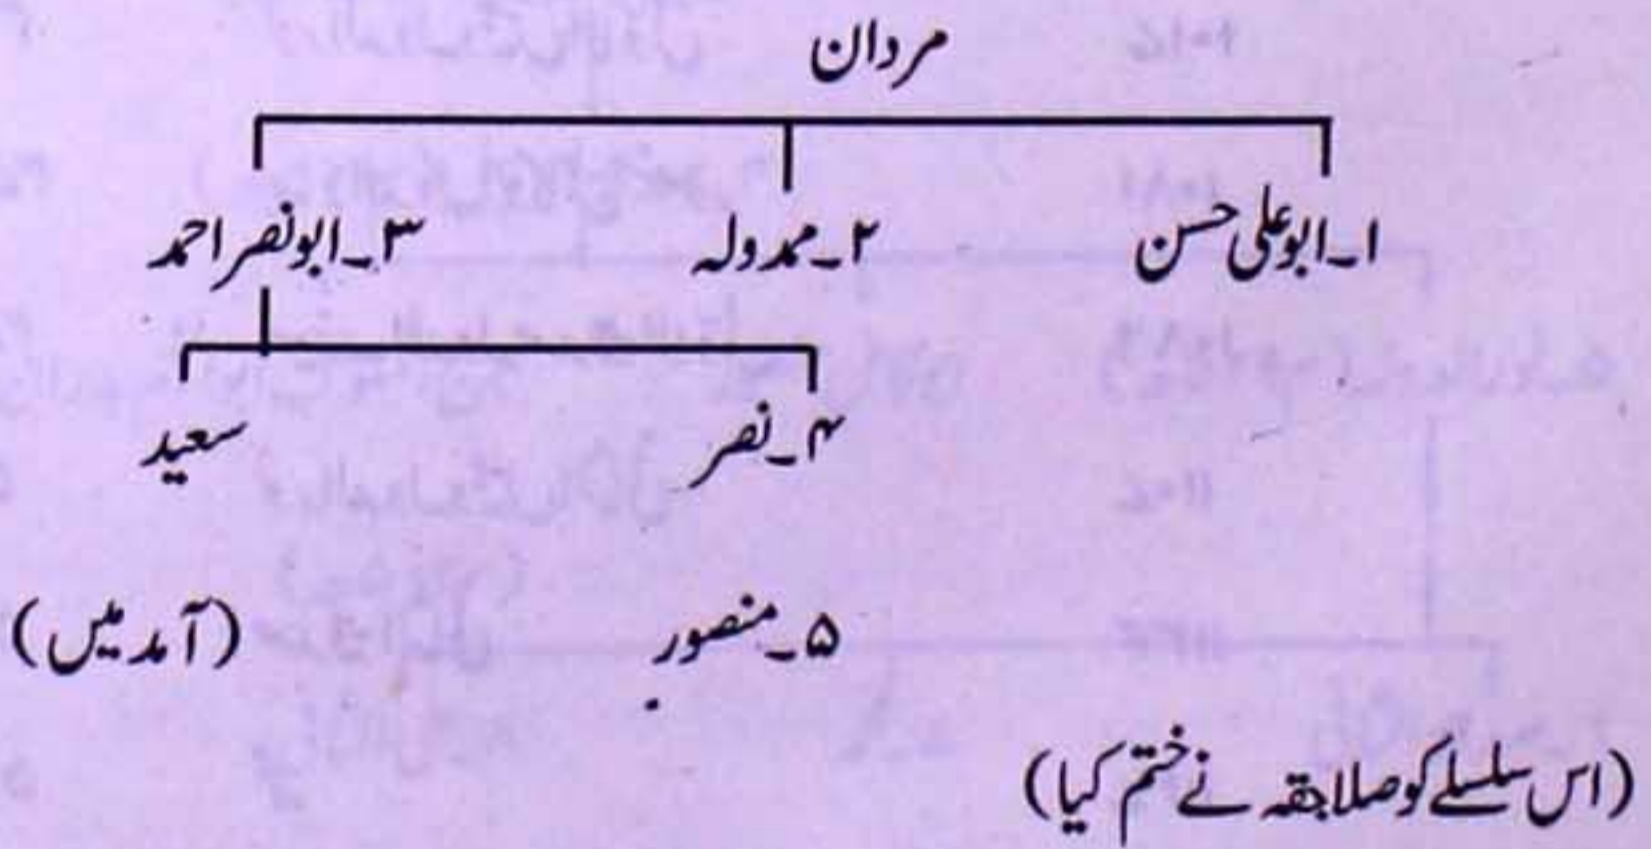 مردان
۱۔ابوعلی حسن ۲۔ممدولہ ۳۔ابونصر احمد
۴۔نصر سعید
۵۔منصور (آمد میں)
(اس سلسلے کو صلاجقہ نے ختم کیا)